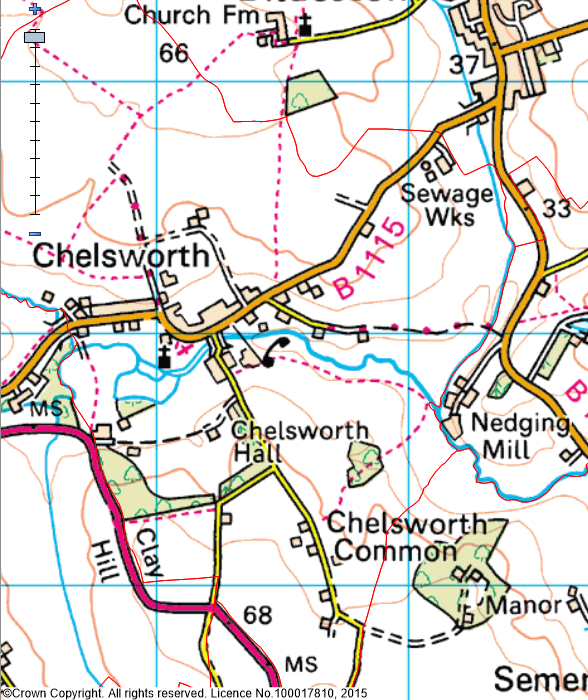 Church Fm
66
37
Sewage
Wks
33
Chelsworth
B 1115
MS
B
Nedging
Mill
Chelsworth
Hall
Chelsworth
Common
Clay
Hill
Manor
68
MS
©Crown Copyright. All rights reserved. Licence No.100017810, 2015